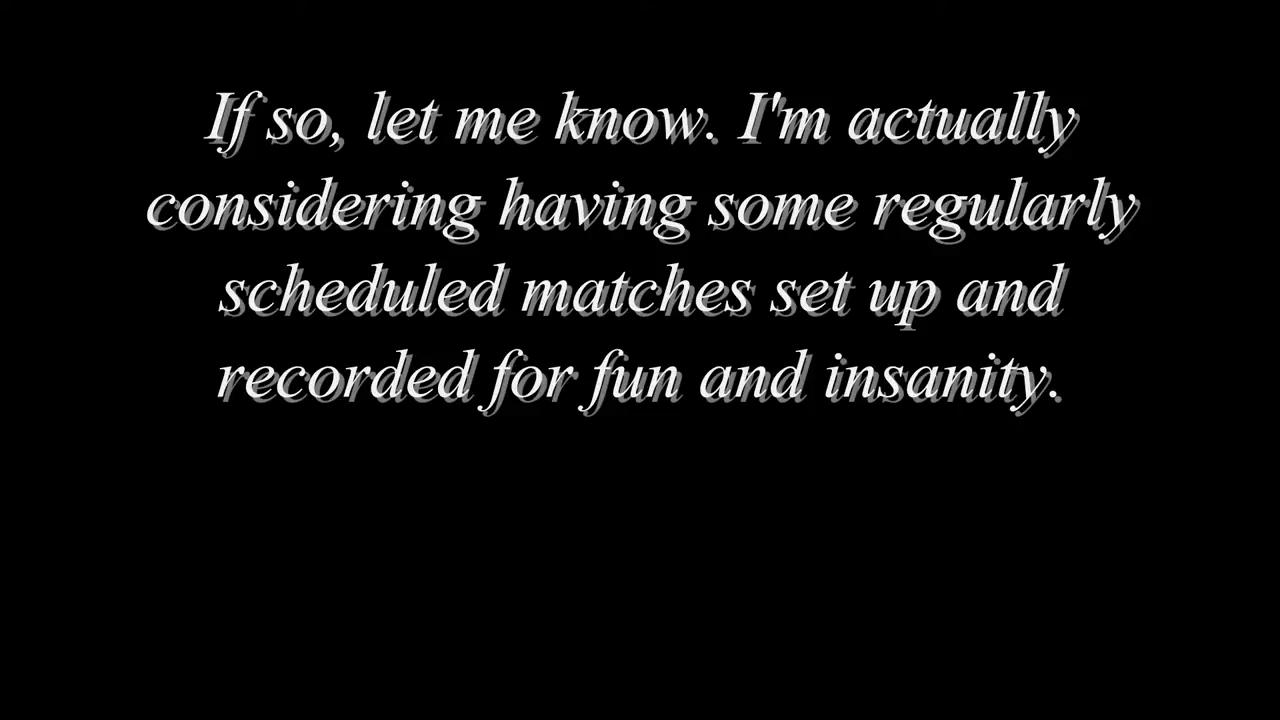 If so, let me know. I'm actually
considering having some regularly
scheduled matches set up and
recorded for fun and insanity.